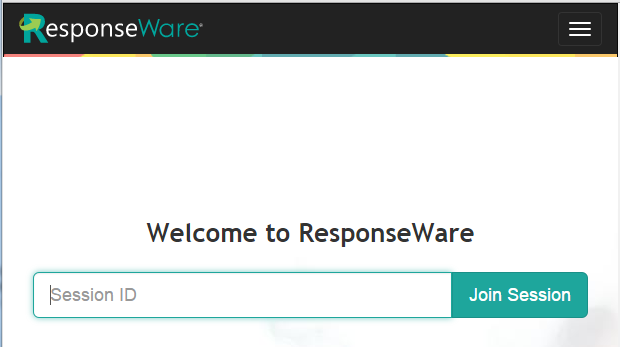 ResponseWare®
Welcome to ResponseWare
Session ID
Join Session